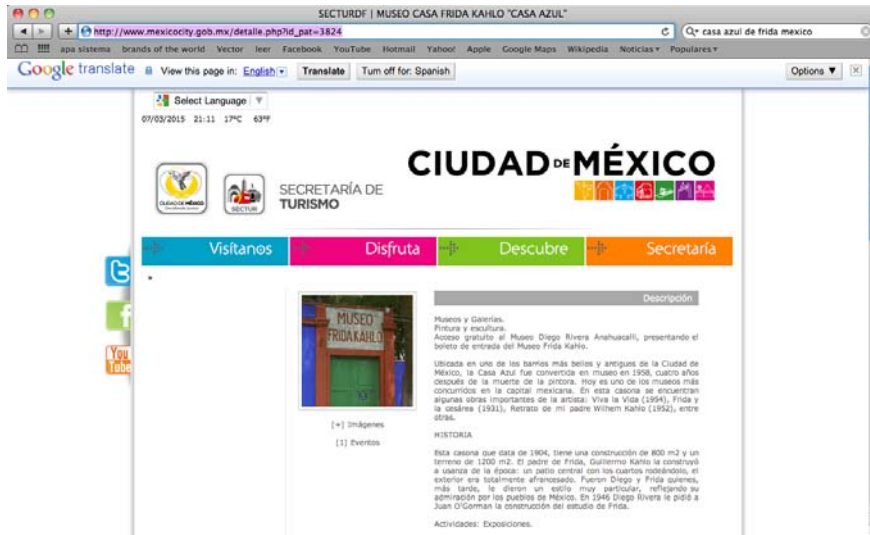 SECTURDF | MUSEO CASA FRIDA KAHLO "CASA AZUL"
http://www.mexicocity.gob.mx/detalle.php?id_pat=3824
casa azul de frida mexico
apa sistema brands of the world Vector leer Facebook YouTube Hotmail Yahoo! Apple Google Maps Wikipedia Noticias Populares
Google translate View this page in: English Translate Turn off for: Spanish Options
Select Language
07/03/2015 21:11 17ºC 63ºF
CIUDAD DE MÉXICO
CIUDAD DE MÉXICO
SECTUR
SECRETARÍA DE
TURISMO
Visítanos Disfruta Descubre Secretaría
You
Tube
MUSEO
FRIDA KAHLO
[+] Imágenes
[1] Eventos
Descripción
Museos y Galerías.
Pintura y escultura.
Acceso gratuito al Museo Diego Rivera Anahuacalli, presentando el
boleto de entrada del Museo Frida Kahlo.
Ubicada en uno de los barrios más bellos y antiguos de la Ciudad de
México, la Casa Azul fue convertida en museo en 1958, cuatro años
después de la muerte de la pintora. Hoy es uno de los museos más
concurridos en la capital mexicana. En esta casona se encuentran
algunas obras importantes de la artista: Viva la Vida (1954), Frida y
la cesárea (1931), Retrato de mi padre Wilhem Kahlo (1952), entre
otras.
HISTORIA
Esta casona que data de 1904, tiene una construcción de 800 m2 y un
terreno de 1200 m2. El padre de Frida, Guillermo Kahlo la construyó
a usanza de la época: un patio central con los cuartos rodeándolo, el
exterior era totalmente afrancesado. Fueron Diego y Frida quienes,
más tarde, le dieron un estilo muy particular, reflejando su
admiración por los pueblos de México. En 1946 Diego Rivera le pidió a
Juan O'Gorman la construcción del estudio de Frida.
Actividades: Exposiciones.